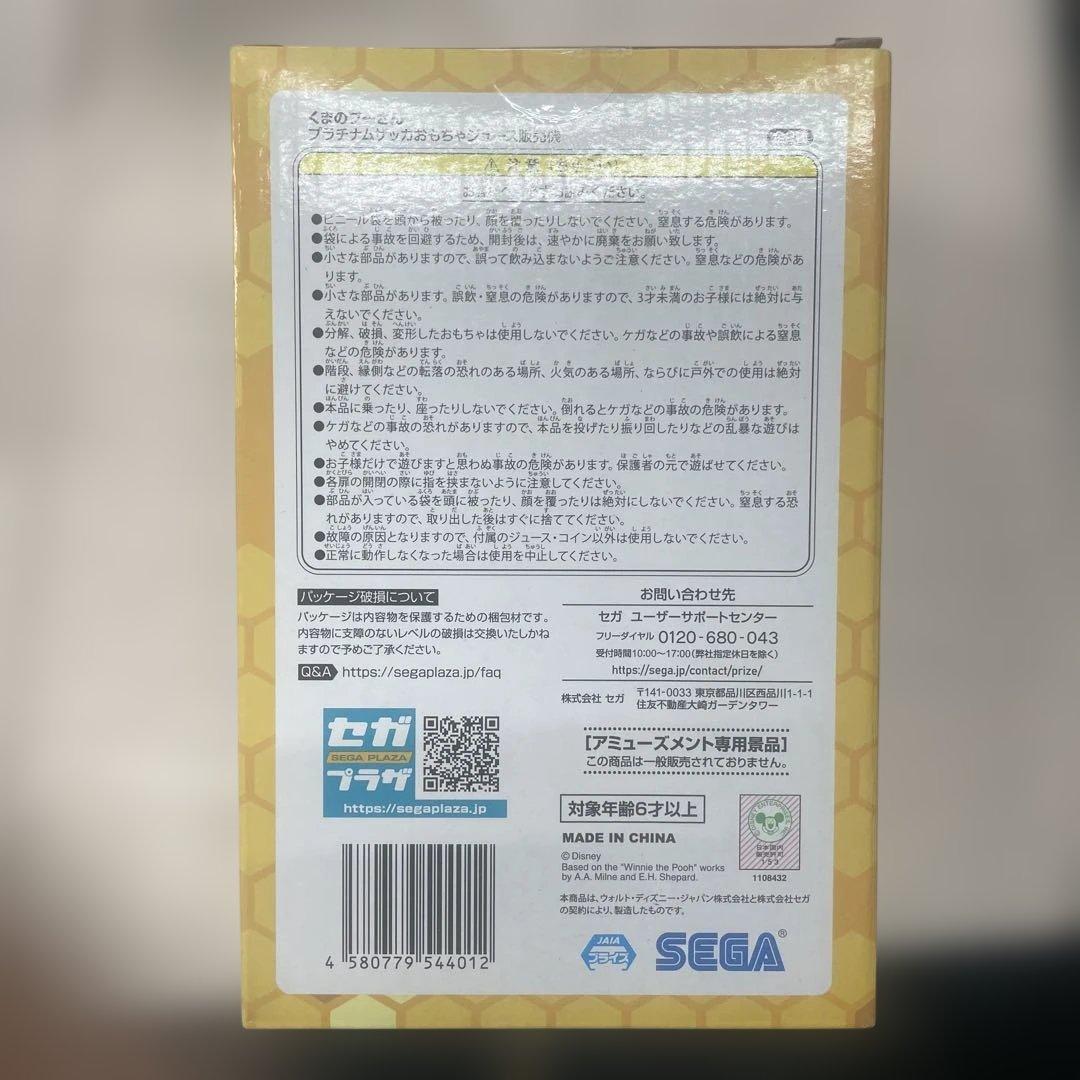 くまのプーさん
プラチナムザッカおもちゃジュース販売機
●ビニール袋を頭から被ったり、顔を覆ったりしないでください。窒息する危険があります。
●袋による事故を回避するため、開封後は、速やかに廃棄をお願い致します。
●小さな部品がありますので、誤って飲み込まないようご注意ください。窒息などの危険があ
ります。
●小さな部品があります。誤飲・窒息の危険がありますので、3才未満のお子様には絶対に与
えないでください。
●分解、破損、変形したおもちゃは使用しないでください。ケガなどの事故や誤飲による窒息
などの危険があります。
●階段、縁側などの転落の恐れのある場所、火気のある場所、ならびに戸外での使用は絶対
に避けてください。
●本品に乗ったり、座ったりしないでください。倒れるとケガなどの事故の危険があります。
●ケガなどの事故の恐れがありますので、本品を投げたり振り回したりなどの乱暴な遊びは
やめてください。
●お子様だけで遊びますと思わぬ事故の危険があります。保護者の元で遊ばせてください。
●各扉の開閉の際に指を挟まないように注意してください。
●部品が入っている袋を頭に被ったり、顔を覆ったりは絶対にしないでください。窒息する恐
れがありますので、取り出した後はすぐに捨ててください。
●故障の原因となりますので、付属のジュース・コイン以外は使用しないでください。
●正常に動作しなくなった場合は使用を中止してください。
パッケージ破損について
パッケージは内容物を保護するための梱包材です。
内容物に支障のないレベルの破損は交換いたしかね
ますので予めご了承ください。
Q&A https://segaplaza.jp/faq
セガ
SEGA PLAZA
プラザ
https://segaplaza.jp
4 580779 544012
お問い合わせ先
セガ ユーザーサポートセンター
フリーダイヤル 0120-680-043
受付時間10:00〜17:00(弊社指定休日を除く)
https://sega.jp/contact/prize/
株式会社 セガ 〒141-0033 東京都品川区西品川1-1-1
住友不動産大崎ガーデンタワー
[アミューズメント専用景品]
この商品は一般販売されておりません。
対象年齢6才以上
MADE IN CHINA
© Disney
Based on the "Winnie the Pooh" works
by A.A. Milne and E.H. Shepard.
日本国内
販売許可
153
1108432
本商品は、ウォルト・ディズニー・ジャパン株式会社と株式会社セガ
の契約により、製造したものです。
JAIA
プライズ
SEGA®